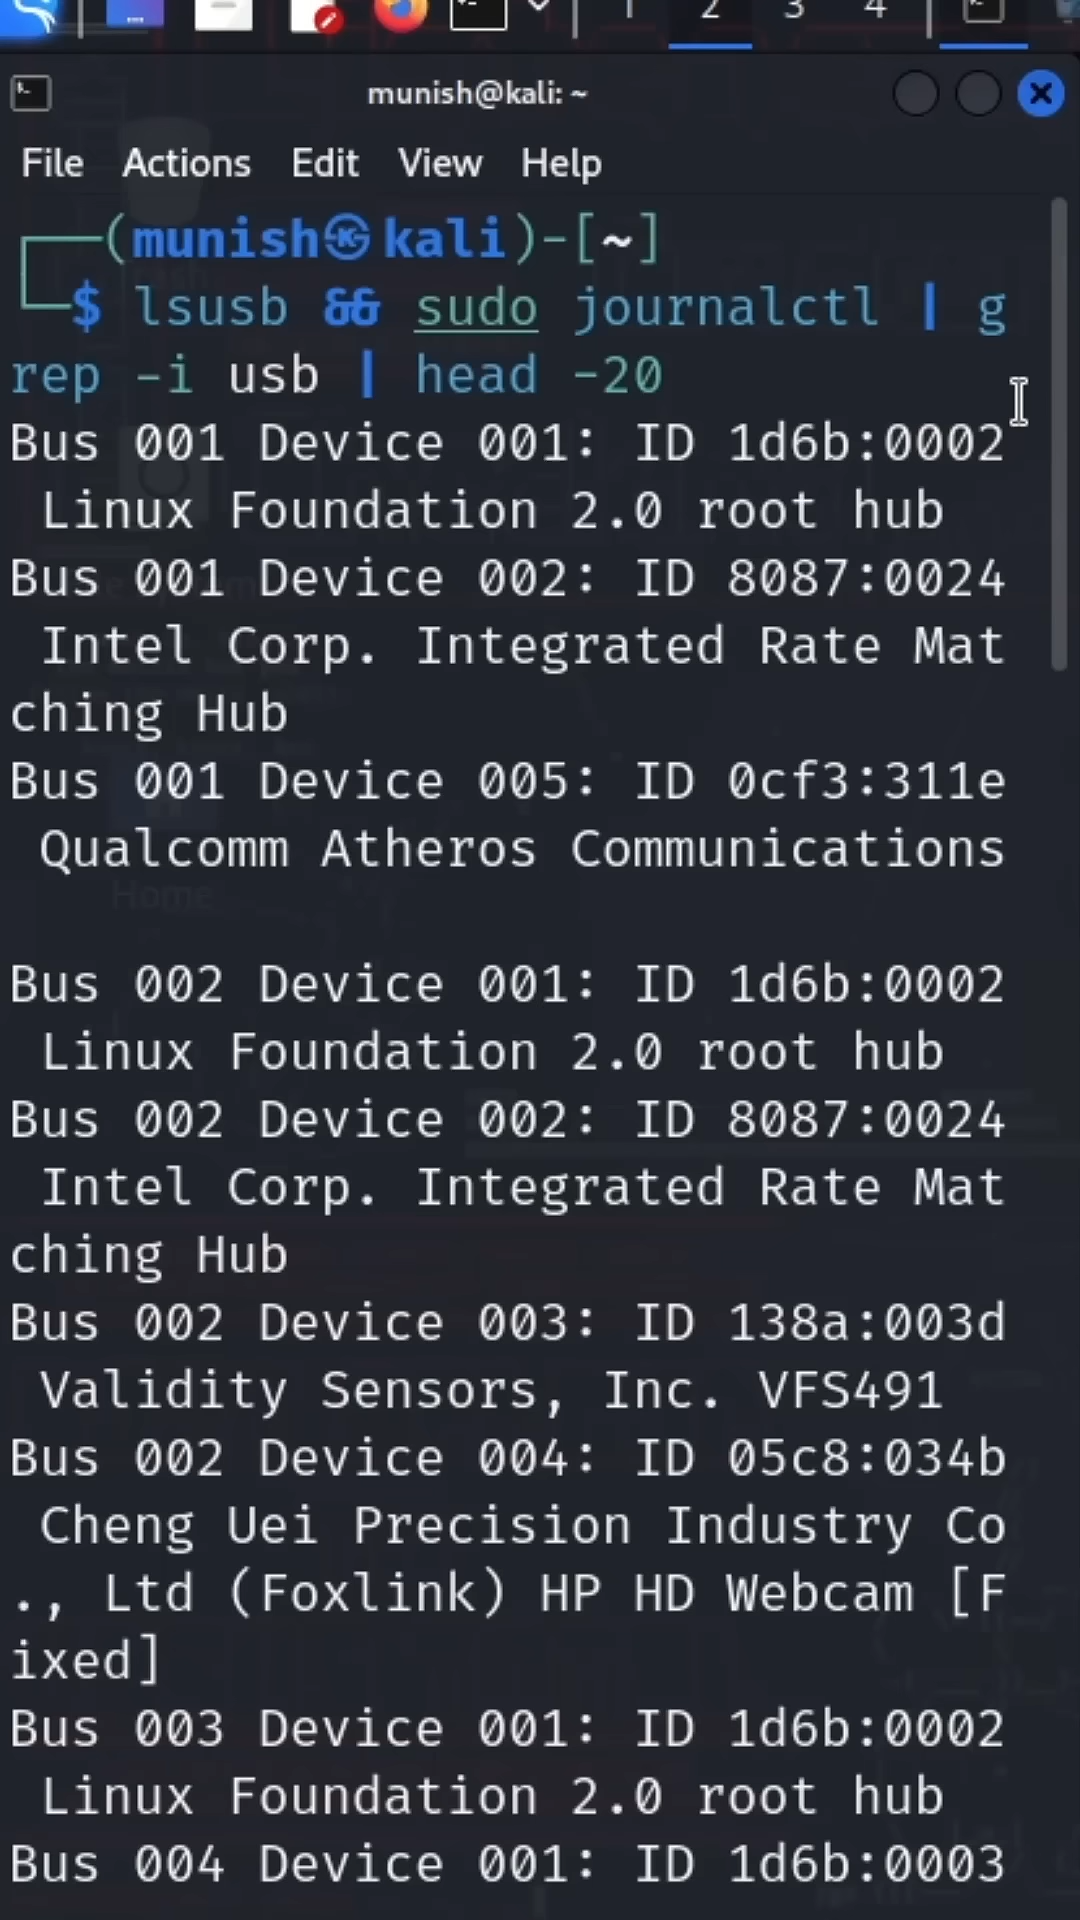 1 2 3 4
munish@kali: ~
File Actions Edit View Help
┌──(munish㉿kali)-[~]
└─$ lsusb && sudo journalctl | g
rep -i usb | head -20
Bus 001 Device 001: ID 1d6b:0002
Linux Foundation 2.0 root hub
Bus 001 Device 002: ID 8087:0024
Intel Corp. Integrated Rate Mat
ching Hub
Bus 001 Device 005: ID 0cf3:311e
Qualcomm Atheros Communications
Home
Bus 002 Device 001: ID 1d6b:0002
Linux Foundation 2.0 root hub
Bus 002 Device 002: ID 8087:0024
Intel Corp. Integrated Rate Mat
ching Hub
Bus 002 Device 003: ID 138a:003d
Validity Sensors, Inc. VFS491
Bus 002 Device 004: ID 05c8:034b
Cheng Uei Precision Industry Co
., Ltd (Foxlink) HP HD Webcam [F
ixed]
Bus 003 Device 001: ID 1d6b:0002
Linux Foundation 2.0 root hub
Bus 004 Device 001: ID 1d6b:0003